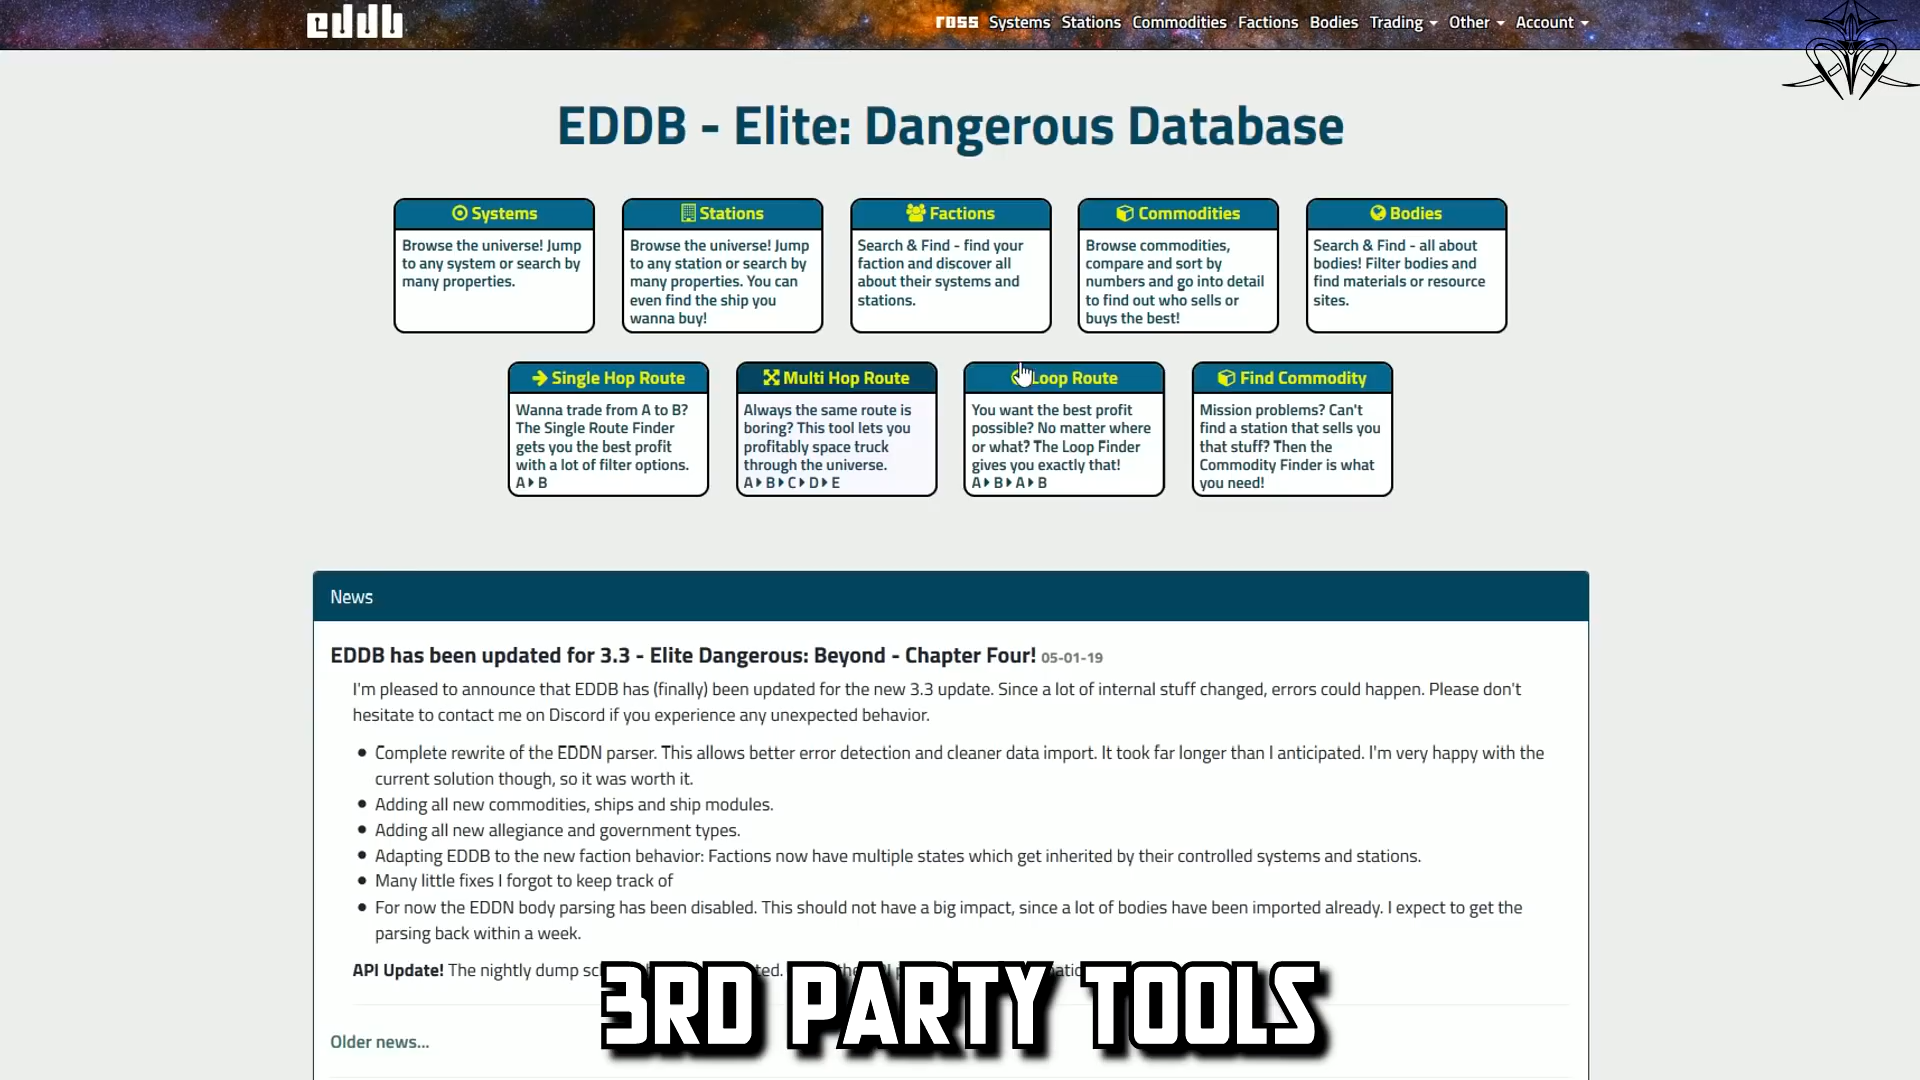 eddb
ross Systems Stations Commodities Factions Bodies Trading Other Account
EDDB - Elite: Dangerous Database
Systems
Browse the universe! Jump
to any system or search by
many properties.
Stations
Browse the universe! Jump
to any station or search by
many properties. You can
even find the ship you
wanna buy!
Factions
Search & Find - find your
faction and discover all
about their systems and
stations.
Commodities
Browse commodities,
compare and sort by
numbers and go into detail
to find out who sells or
buys the best!
Bodies
Search & Find - all about
bodies! Filter bodies and
find materials or resource
sites.
Single Hop Route
Wanna trade from A to B?
The Single Route Finder
gets you the best profit
with a lot of filter options.
A ▸ B
Multi Hop Route
Always the same route is
boring? This tool lets you
profitably space truck
through the universe.
A ▸ B ▸ C ▸ D ▸ E
Loop Route
You want the best profit
possible? No matter where
or what? The Loop Finder
gives you exactly that!
A ▸ B ▸ A ▸ B
Find Commodity
Mission problems? Can't
find a station that sells you
that stuff? Then the
Commodity Finder is what
you need!
News
EDDB has been updated for 3.3 - Elite Dangerous: Beyond - Chapter Four! 05-01-19
I'm pleased to announce that EDDB has (finally) been updated for the new 3.3 update. Since a lot of internal stuff changed, errors could happen. Please don't
hesitate to contact me on Discord if you experience any unexpected behavior.
● Complete rewrite of the EDDN parser. This allows better error detection and cleaner data import. It took far longer than I anticipated. I'm very happy with the
current solution though, so it was worth it.
● Adding all new commodities, ships and ship modules.
● Adding all new allegiance and government types.
● Adapting EDDB to the new faction behavior: Factions now have multiple states which get inherited by their controlled systems and stations.
● Many little fixes I forgot to keep track of
● For now the EDDN body parsing has been disabled. This should not have a big impact, since a lot of bodies have been imported already. I expect to get the
parsing back within a week.
API Update! The nightly dump
3RD PARTY TOOLS
Older news...